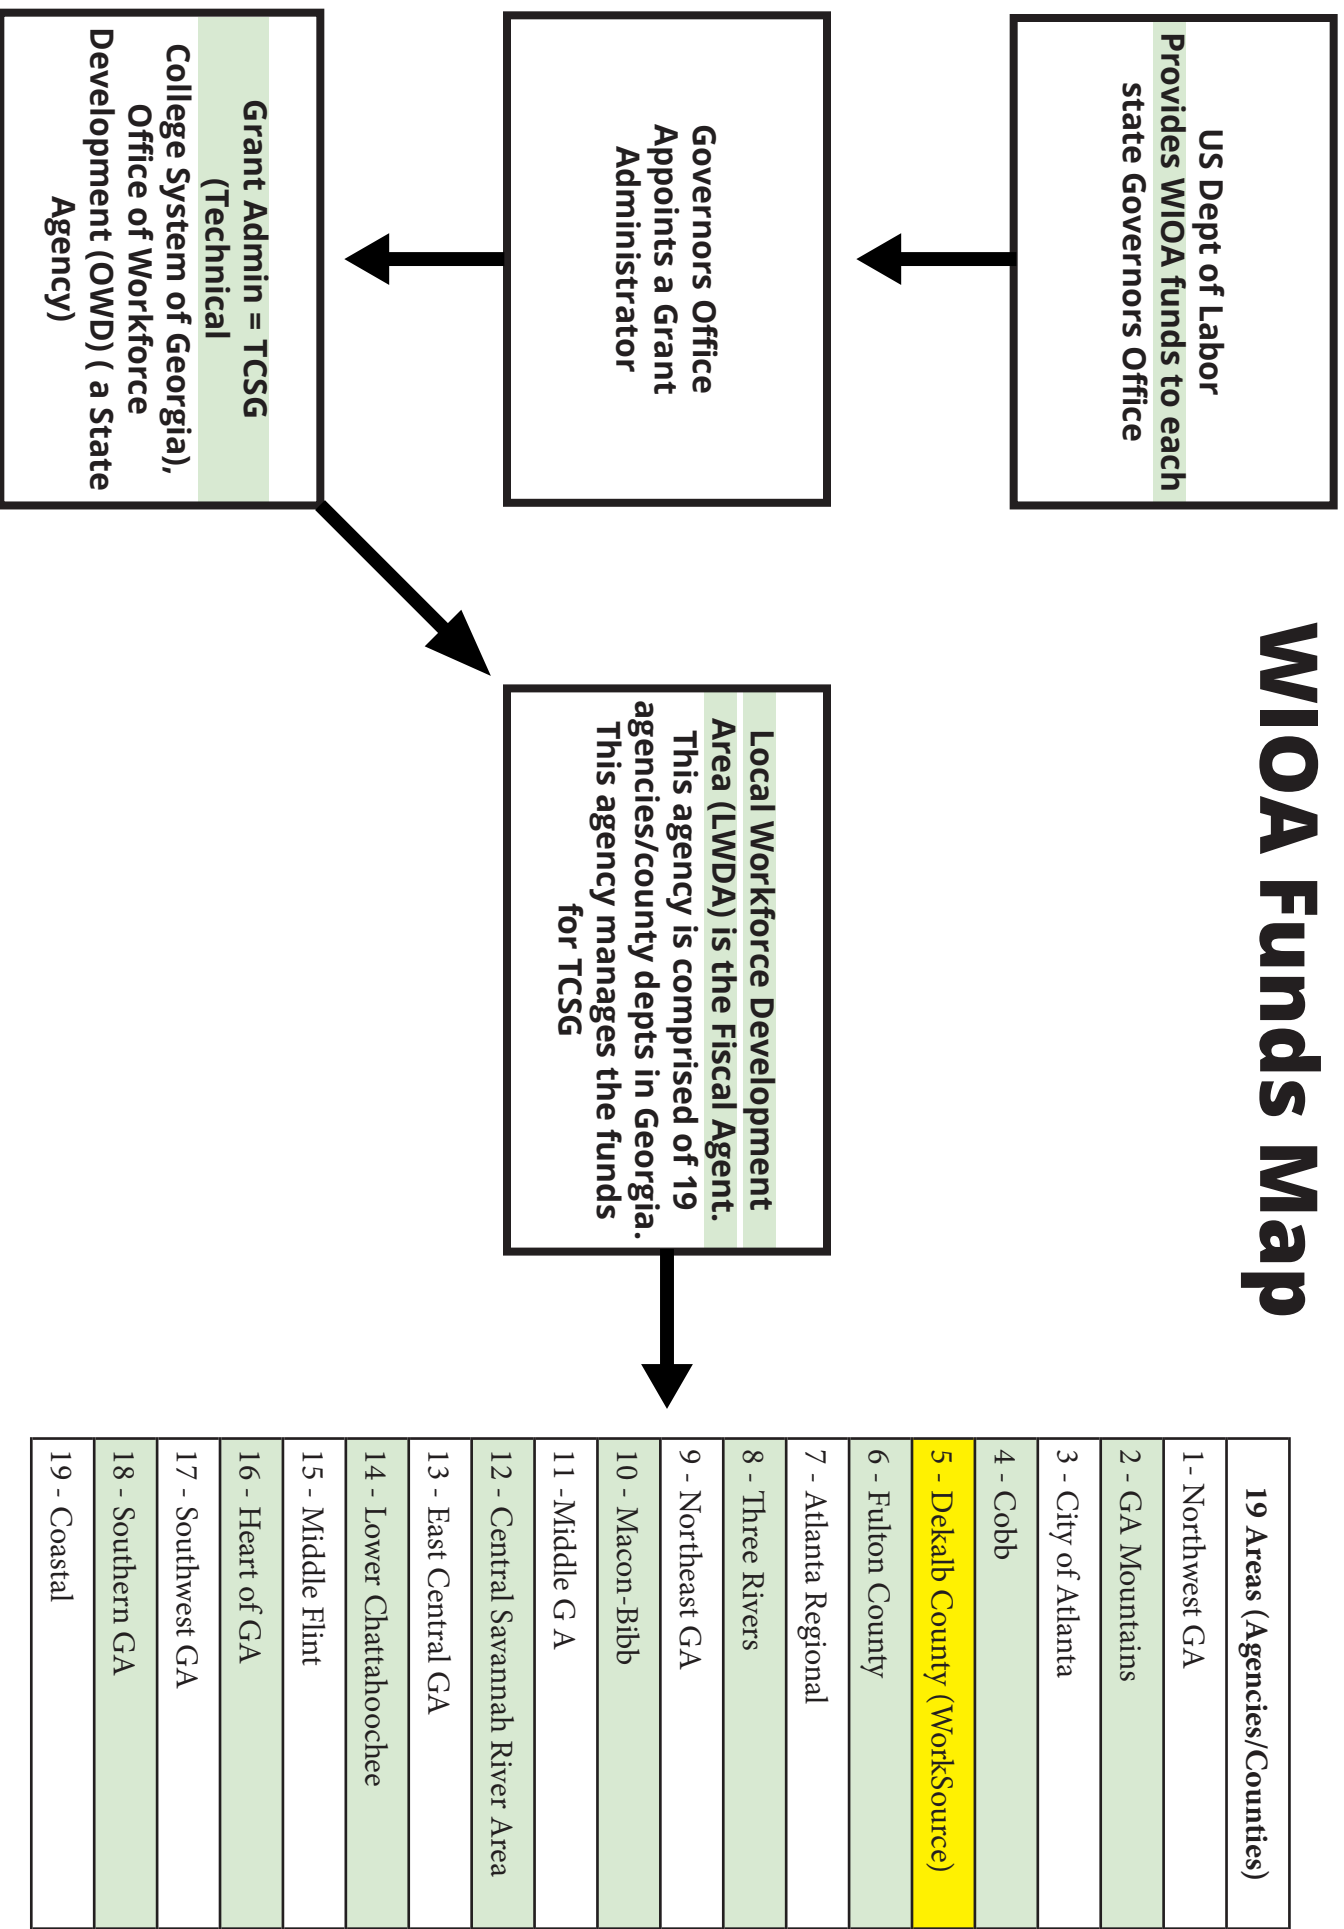 WIOA Funds Map
US Dept of Labor
Provides WIOA funds to each
state Governors Office
Governors Office
Appoints a Grant
Administrator
Grant Admin = TCSG
(Technical
College System of Georgia),
Office of Workforce
Development (OWD) ( a State
Agency)
Local Workforce Development
Area (LWDA) is the Fiscal Agent.
This agency is comprised of 19
agencies/county depts in Georgia.
This agency manages the funds
for TCSG
19 Areas (Agencies/Counties)
1- Northwest GA
2 - GA Mountains
3 - City of Atlanta
4 - Cobb
5 - Dekalb County (WorkSource)
6 - Fulton County
7 - Atlanta Regional
8 - Three Rivers
9 - Northeast GA
10 - Macon-Bibb
11 -Middle G A
12 - Central Savannah River Area
13 - East Central GA
14 - Lower Chattahoochee
15 - Middle Flint
16 - Heart of GA
17 - Southwest GA
18 - Southern GA
19 - Coastal